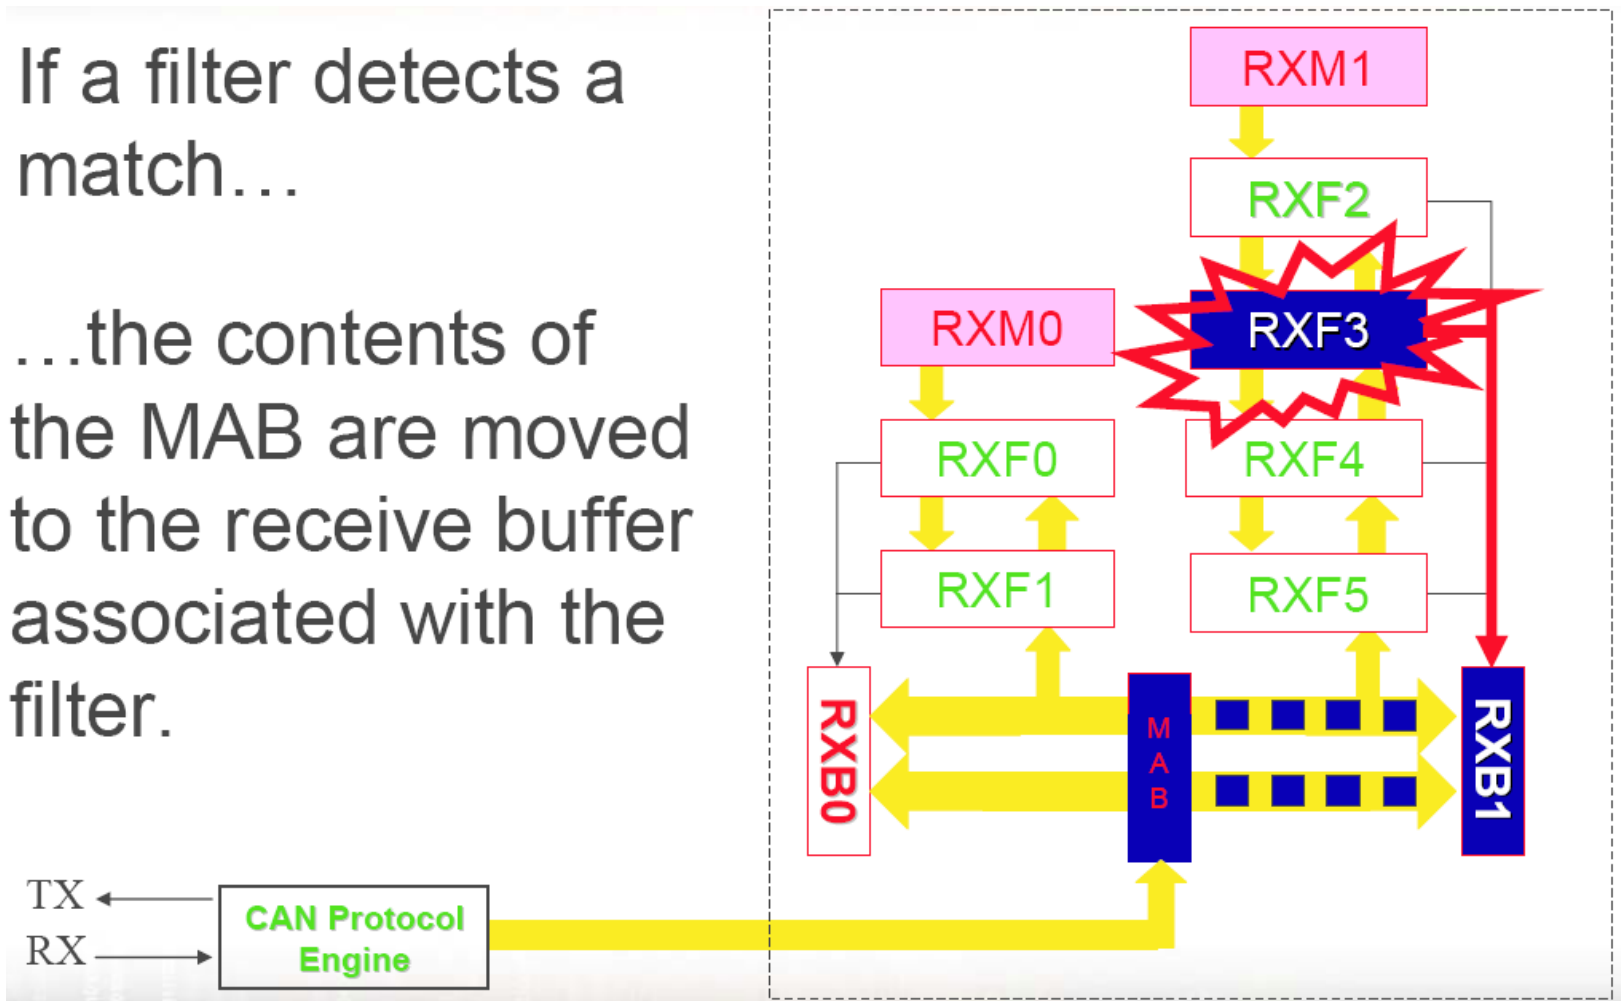 If a filter detects a
match…
…the contents of
the MAB are moved
to the receive buffer
associated with the
filter.
RXM1
RXF2
RXM0
RXF3
RXF0
RXF4
RXF1
RXF5
RXB0
M
A
B
RXB1
TX
RX
CAN Protocol
Engine